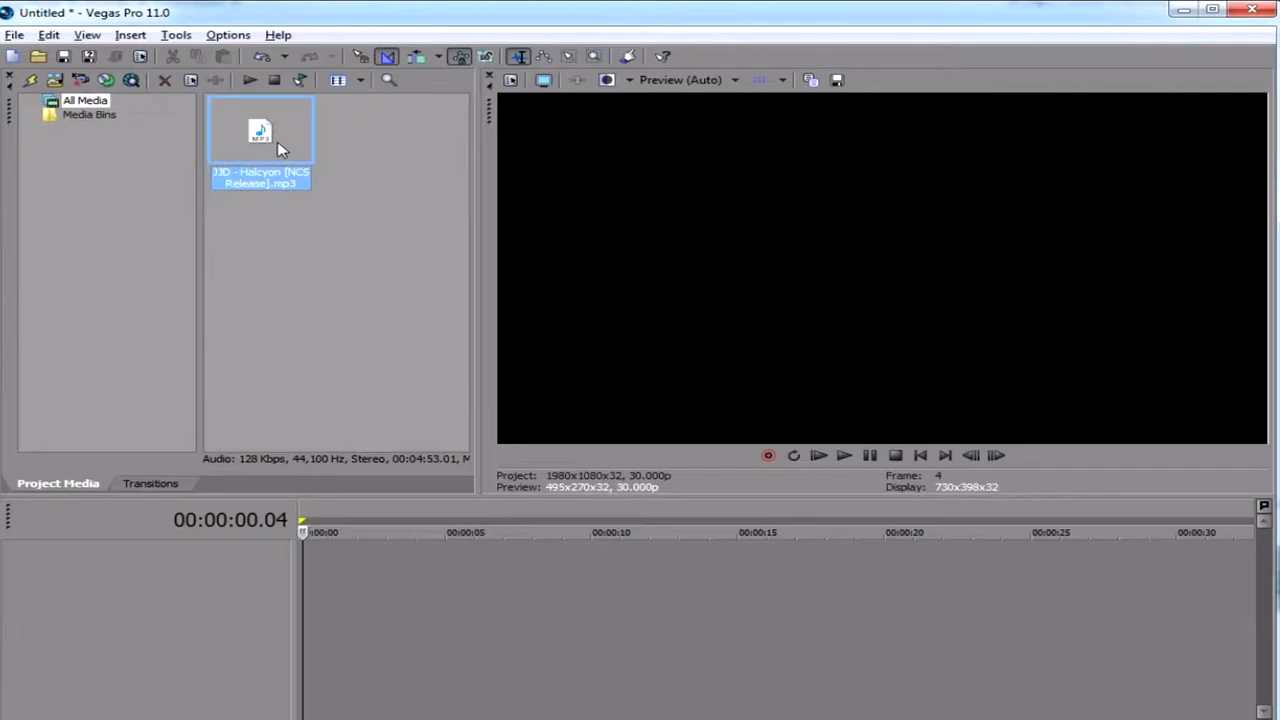 Untitled * - Vegas Pro 11.0
File Edit View Insert Tools Options Help
Preview (Auto)
All Media
Media Bins
MP3
JJD - Halcyon [NCS
Release].mp3
Audio: 128 Kbps, 44,100 Hz, Stereo, 00:04:53.01, M
Project Media Transitions
Project: 1980x1080x32, 30.000p
Preview: 495x270x32, 30.000p
Frame: 4
Display: 730x398x32
00:00:00.04
00:00:05 00:00:10 00:00:15 00:00:20 00:00:25 00:00:30